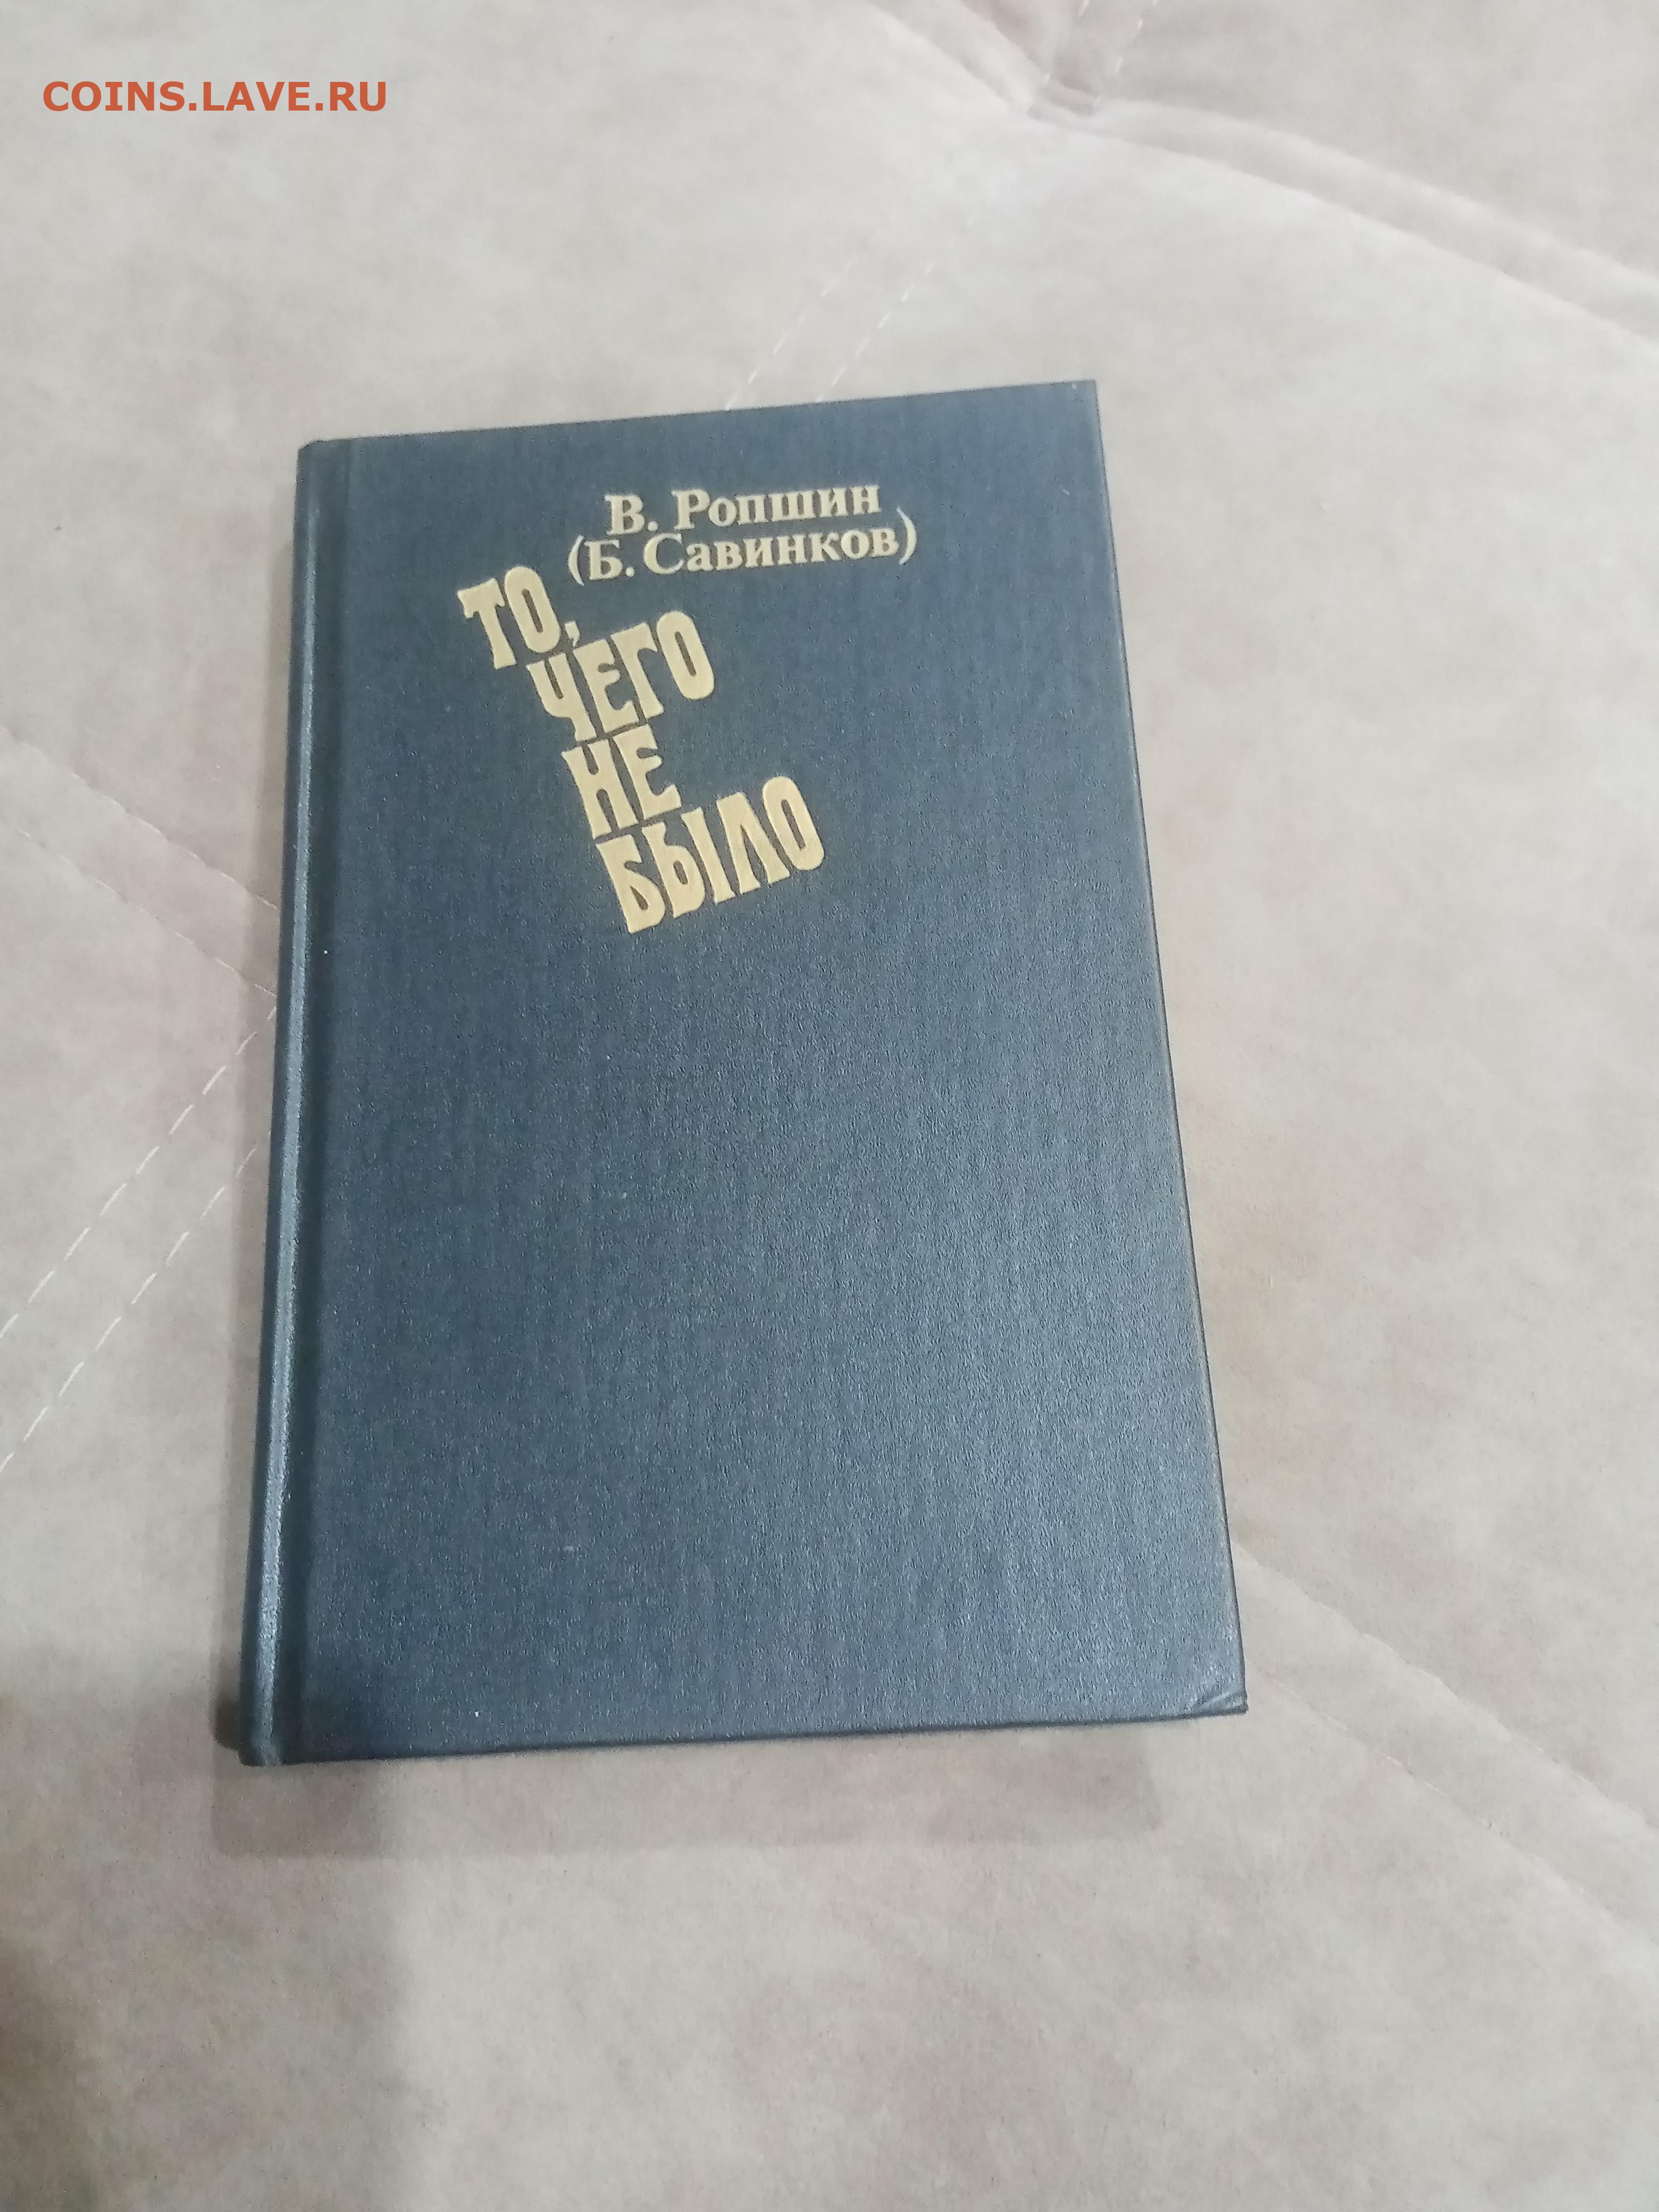 COINS.LAVE.RU
В. Ропшин
(Б. Савинков)
ТО,
ЧЕГО
НЕ
БЫЛО